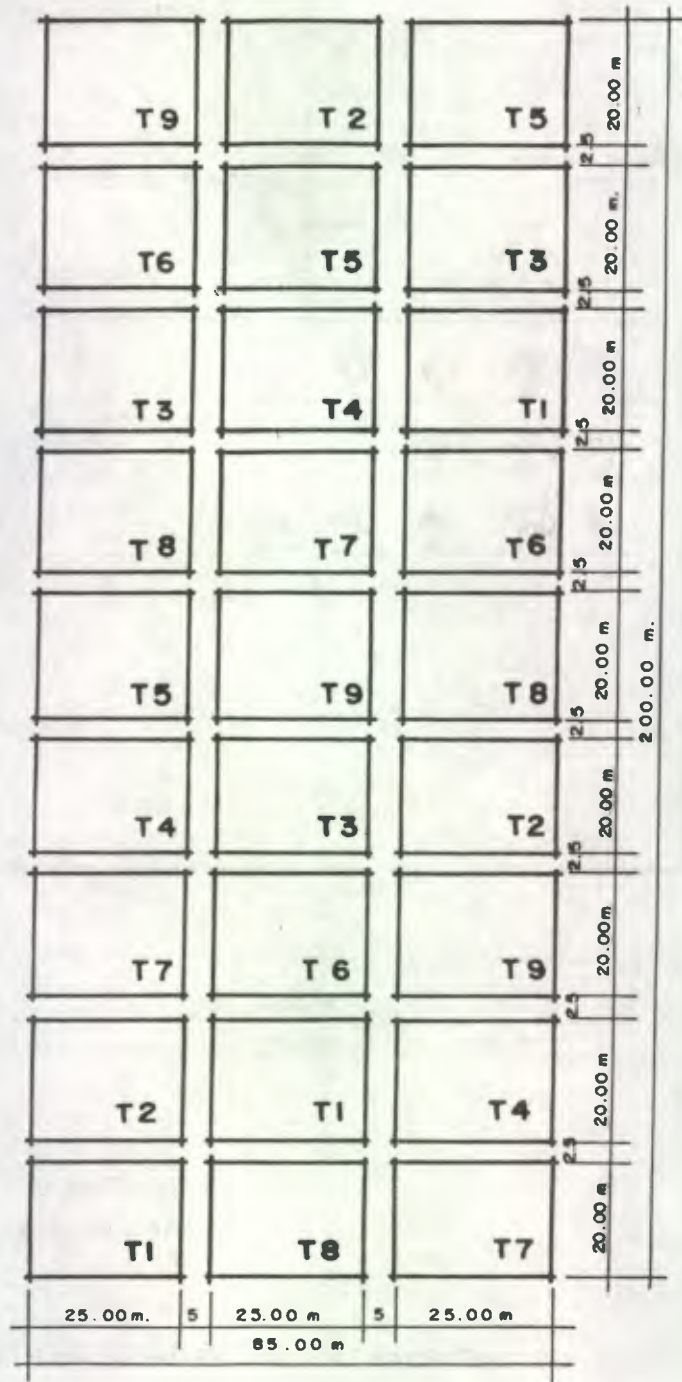 T9 T2 T5 20.00 m
2.5
T6 T5 T3 20.00 m.
2.5
T3 T4 T1 20.00 m
2.5
T8 T7 T6 20.00 m
2.5
T5 T9 T8 20.00 m
2.5 200.00 m.
T4 T3 T2 20.00 m
2.5
T7 T6 T9 20.00m
2.5
T2 T1 T4 20.00 m
2.5
T1 T8 T7 20.00 m
25.00m. 5 25.00 m 5 25.00 m
85.00 m